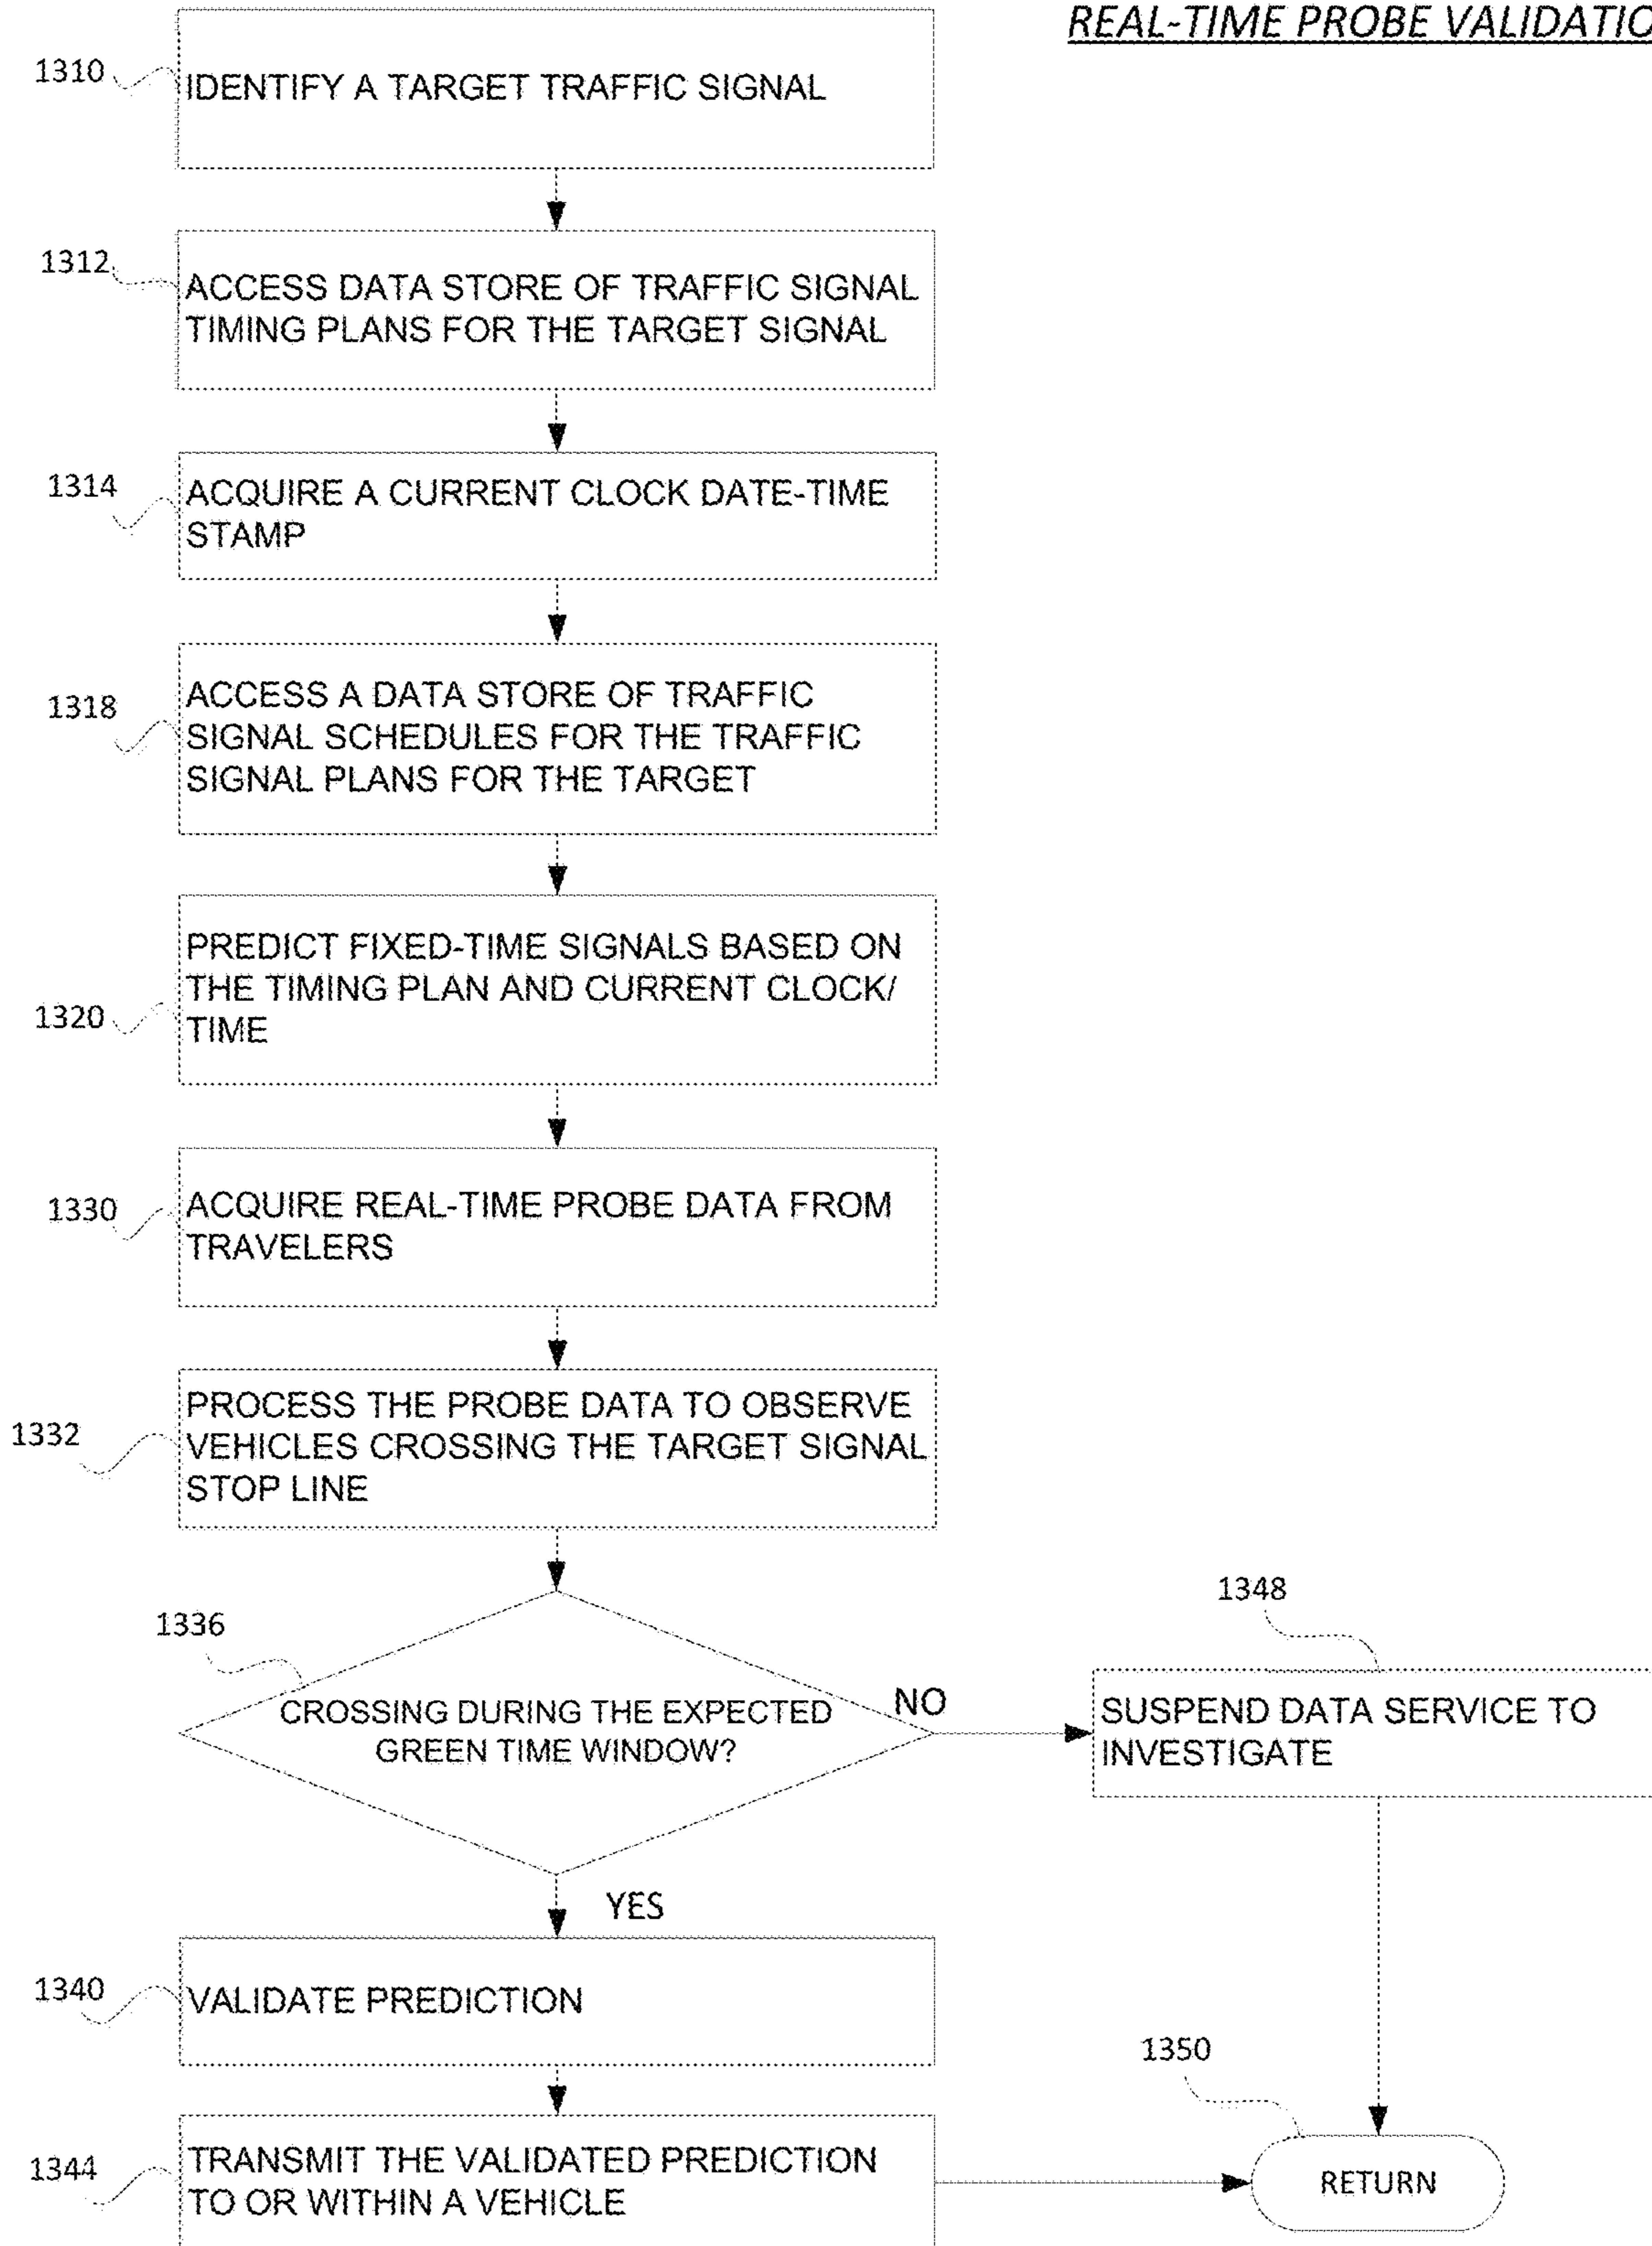 REAL-TIME PROBE VALIDATIO
1310
IDENTIFY A TARGET TRAFFIC SIGNAL
1312
ACCESS DATA STORE OF TRAFFIC SIGNAL
TIMING PLANS FOR THE TARGET SIGNAL
1314
ACQUIRE A CURRENT CLOCK DATE-TIME
STAMP
1318
ACCESS A DATA STORE OF TRAFFIC
SIGNAL SCHEDULES FOR THE TRAFFIC
SIGNAL PLANS FOR THE TARGET
1320
PREDICT FIXED-TIME SIGNALS BASED ON
THE TIMING PLAN AND CURRENT CLOCK/
TIME
1330
ACQUIRE REAL-TIME PROBE DATA FROM
TRAVELERS
1332
PROCESS THE PROBE DATA TO OBSERVE
VEHICLES CROSSING THE TARGET SIGNAL
STOP LINE
1336
CROSSING DURING THE EXPECTED
GREEN TIME WINDOW?
NO
1348
SUSPEND DATA SERVICE TO
INVESTIGATE
YES
1340
VALIDATE PREDICTION
1344
TRANSMIT THE VALIDATED PREDICTION
TO OR WITHIN A VEHICLE
1350
RETURN